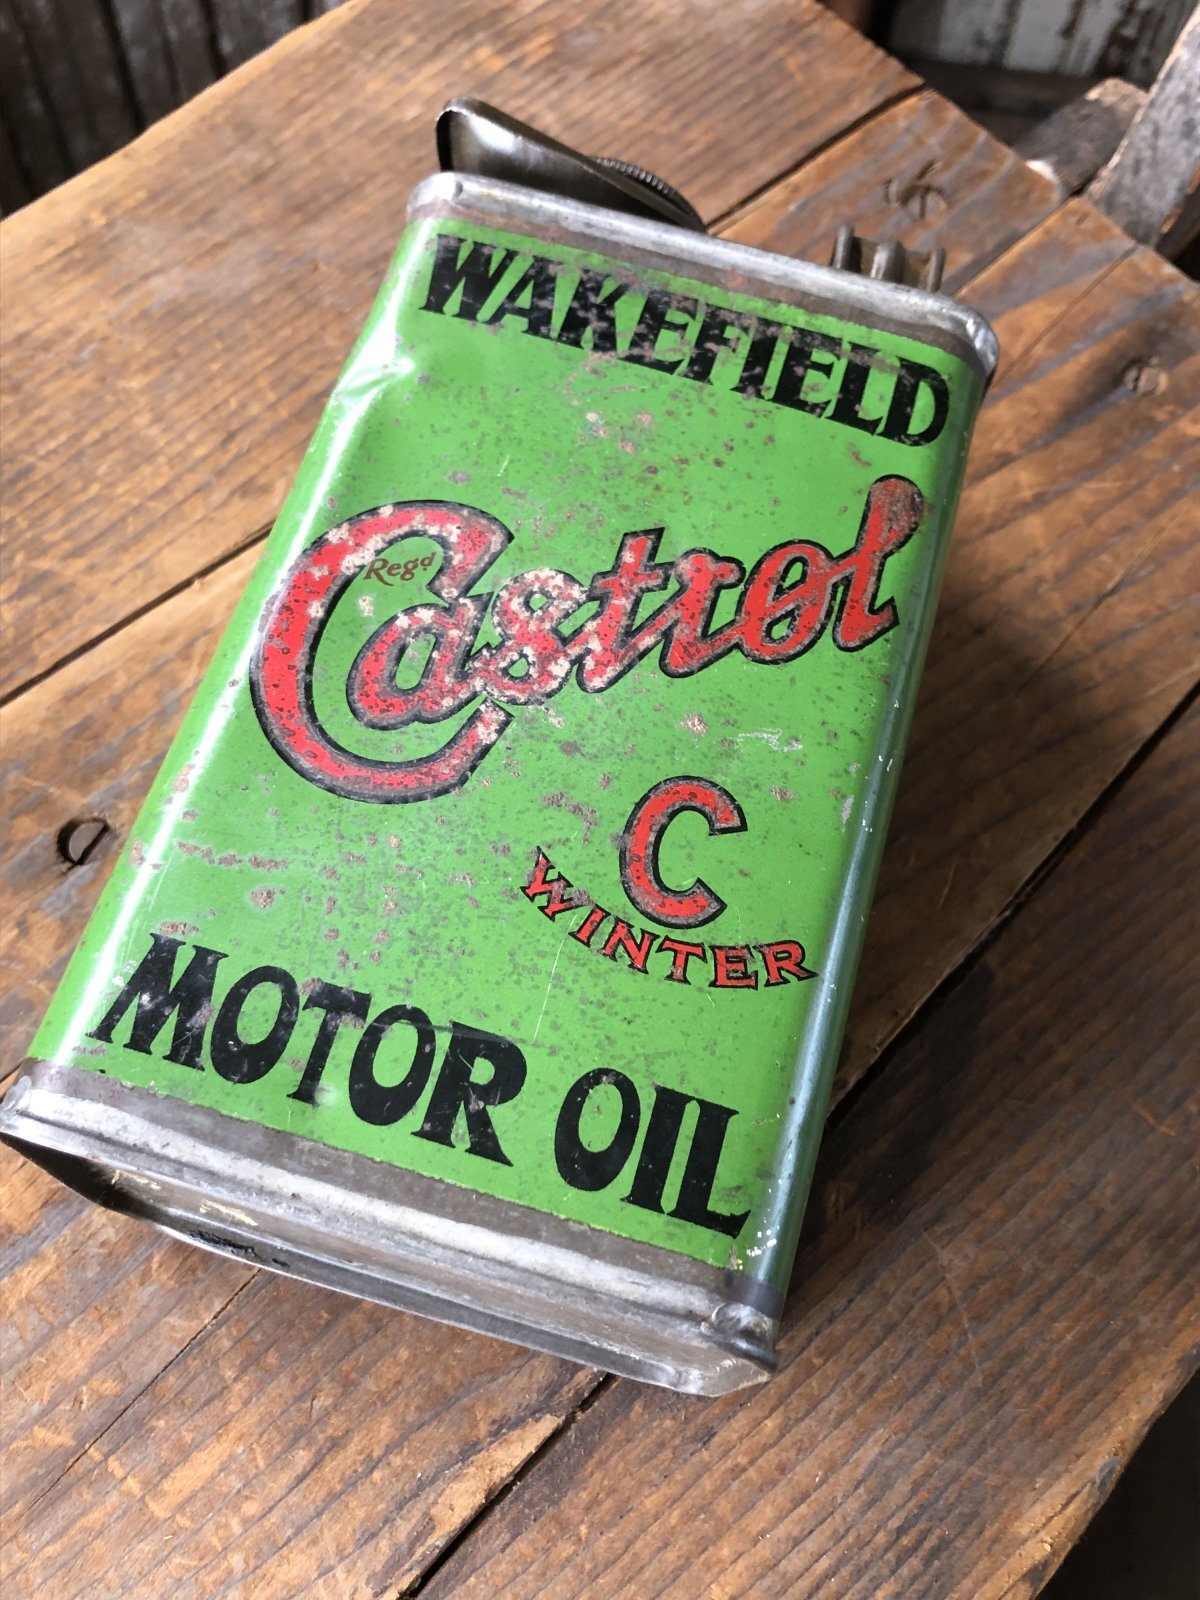 WAKEFIELD
Castrol
Regd
C
WINTER
MOTOR OIL